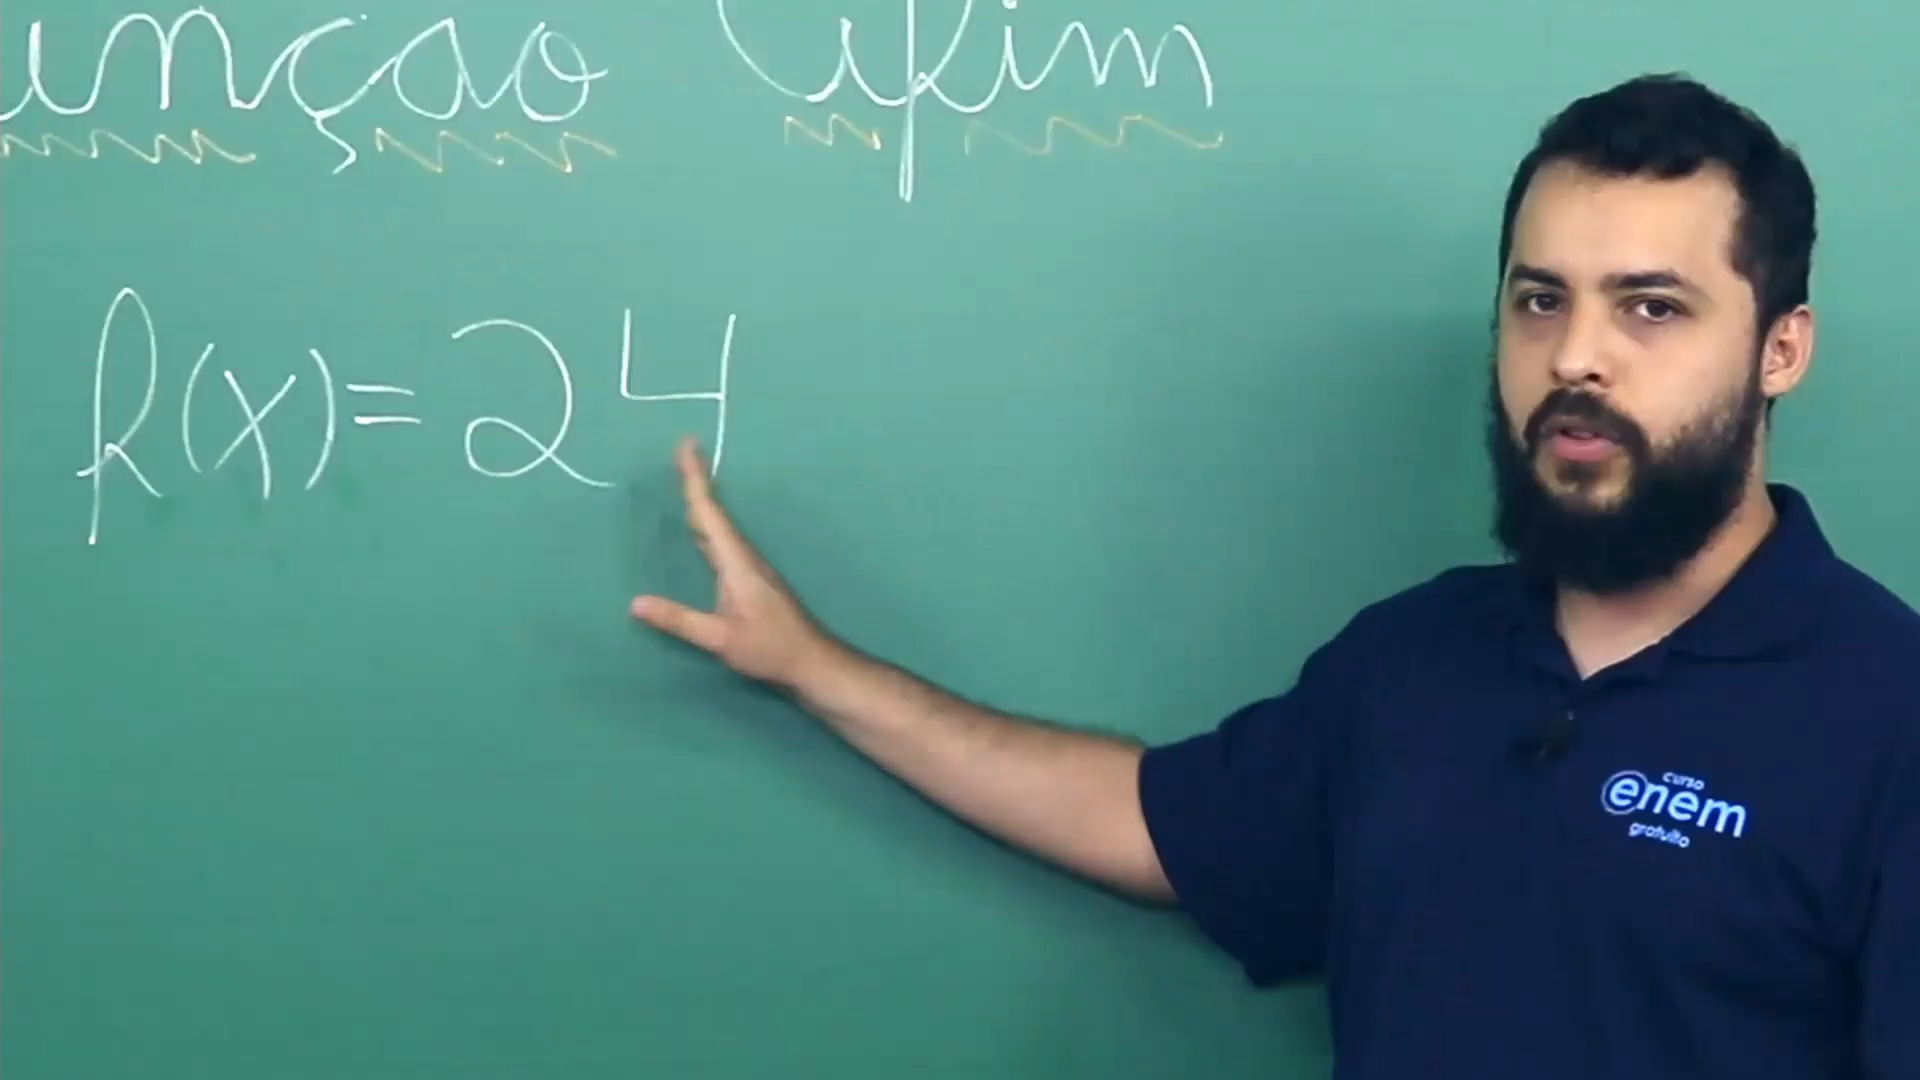 unção Afim
f(x)=24
curso
enem
gratuito